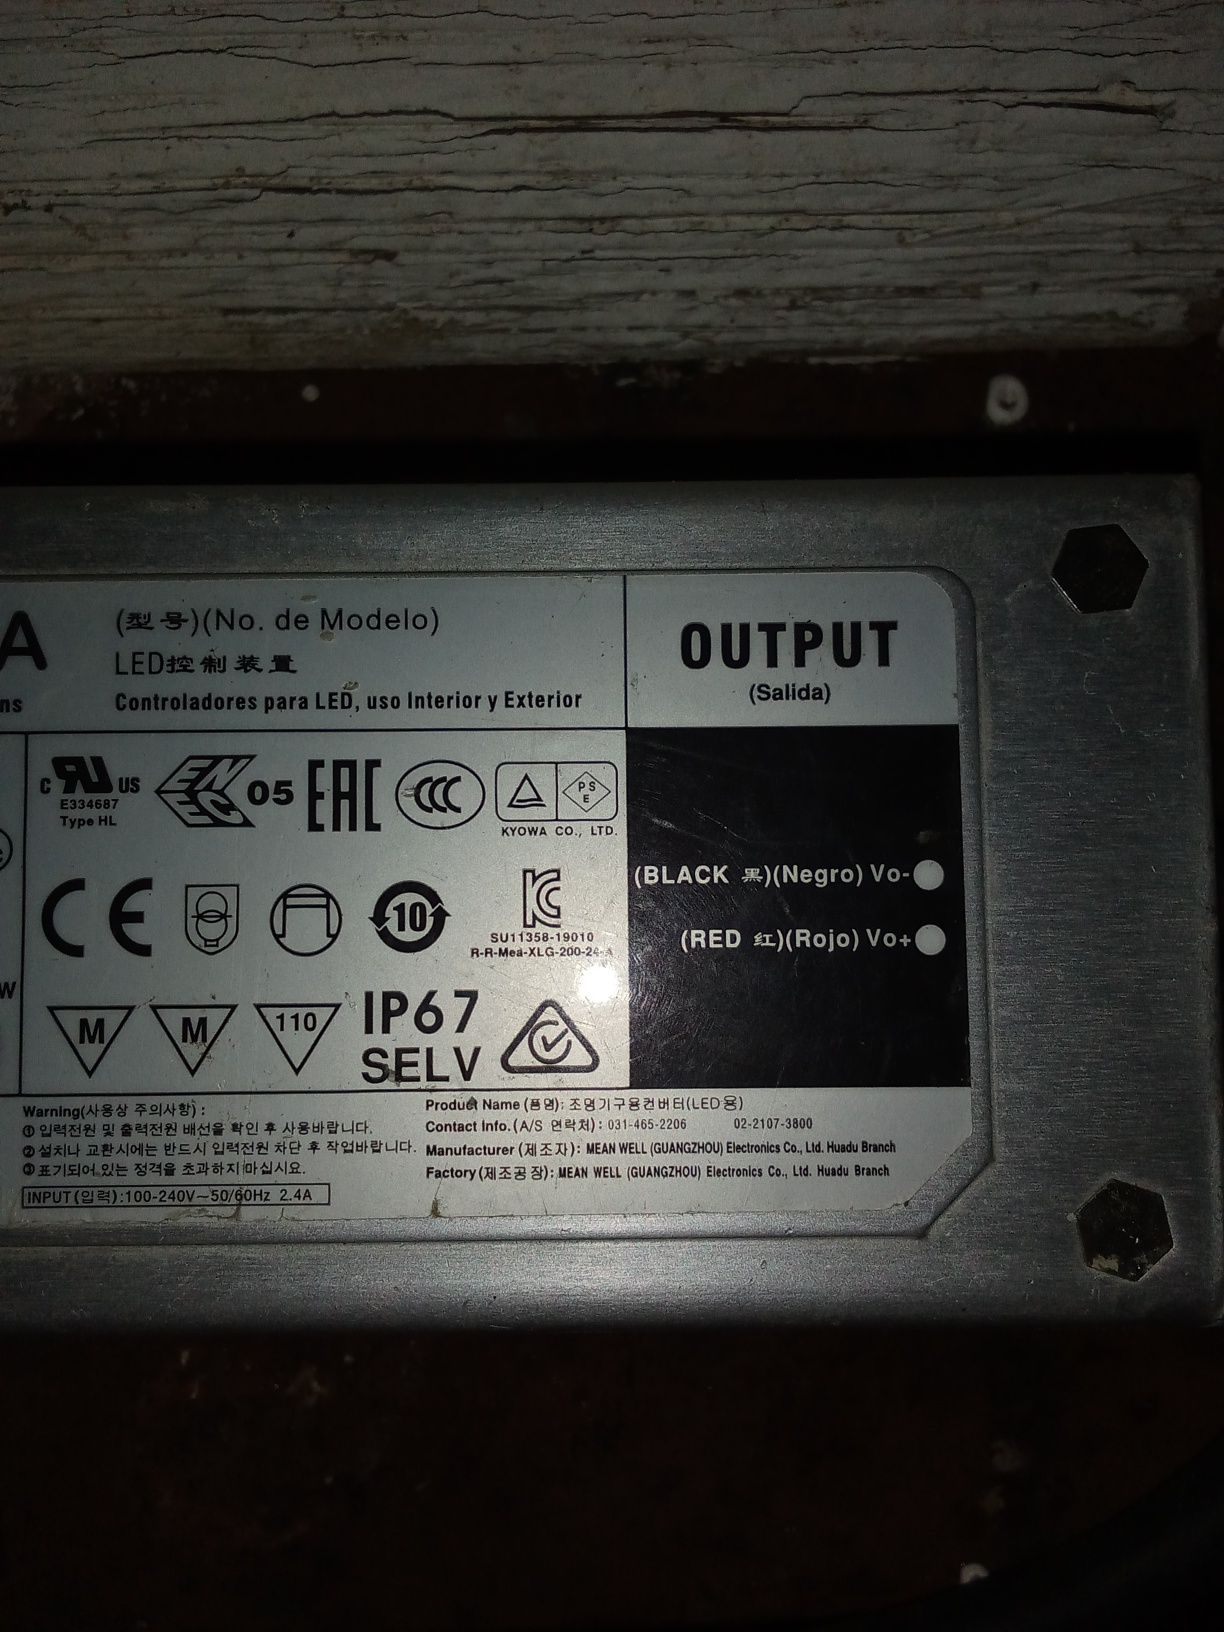 A
(型号)(No. de Modelo)
LED控制装置
ns
Controladores para LED, uso Interior y Exterior
OUTPUT
(Salida)
c RU US
E334687
Type HL
ENEC 05
EAC
CCC
PS
E
KYOWA CO., LTD.
(BLACK 黑)(Negro) Vo-
(RED 红)(Rojo) Vo+
CE
10
KC
SU11358-19010
R-R-Mea-XLG-200-24-A
W
M
M
110
IP67
SELV
Warning(사용상 주의사항) :
① 입력전원 및 출력전원 배선을 확인 후 사용바랍니다.
② 설치나 교환시에는 반드시 입력전원 차단 후 작업바랍니다.
③ 표기되어 있는 정격을 초과하지 마십시요.
INPUT(입력):100-240V~50/60Hz 2.4A
Product Name (품명): 조명기구용컨버터(LED용)
Contact Info. (A/S 연락처) : 031-465-2206 02-2107-3800
Manufacturer (제조자): MEAN WELL (GUANGZHOU) Electronics Co., Ltd. Huadu Branch
Factory (제조공장): MEAN WELL (GUANGZHOU) Electronics Co., Ltd. Huadu Branch